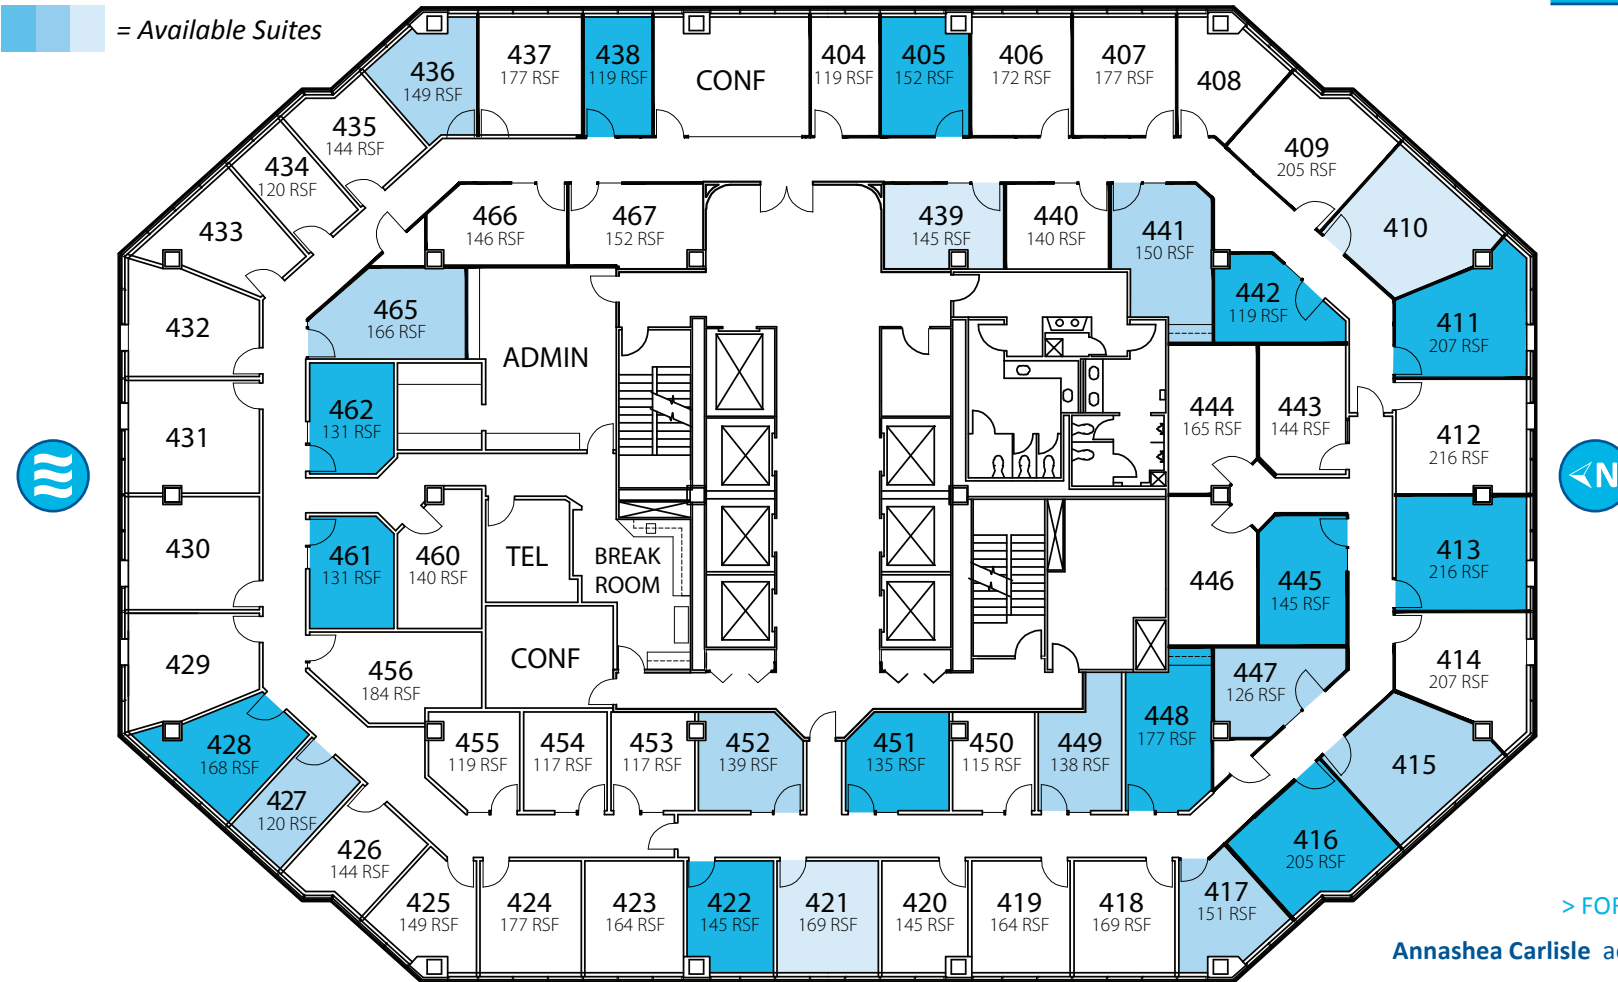 = Available Suites
436
149 RSF
437
177 RSF
438
119 RSF
CONF
404
119 RSF
405
152 RSF
406
172 RSF
407
177 RSF
408
435
144 RSF
434
120 RSF
433
409
205 RSF
410
466
146 RSF
467
152 RSF
439
145 RSF
440
140 RSF
441
150 RSF
442
119 RSF
411
207 RSF
432
465
166 RSF
ADMIN
431
462
131 RSF
444
165 RSF
443
144 RSF
412
216 RSF
N
430
461
131 RSF
460
140 RSF
TEL
BREAK
ROOM
446
445
145 RSF
413
216 RSF
429
456
184 RSF
CONF
447
126 RSF
414
207 RSF
428
168 RSF
455
119 RSF
454
117 RSF
453
117 RSF
452
139 RSF
451
135 RSF
450
115 RSF
449
138 RSF
448
177 RSF
415
427
120 RSF
426
144 RSF
416
205 RSF
425
149 RSF
424
177 RSF
423
164 RSF
422
145 RSF
421
169 RSF
420
145 RSF
419
164 RSF
418
169 RSF
417
151 RSF
> FOR
Annashea Carlisle